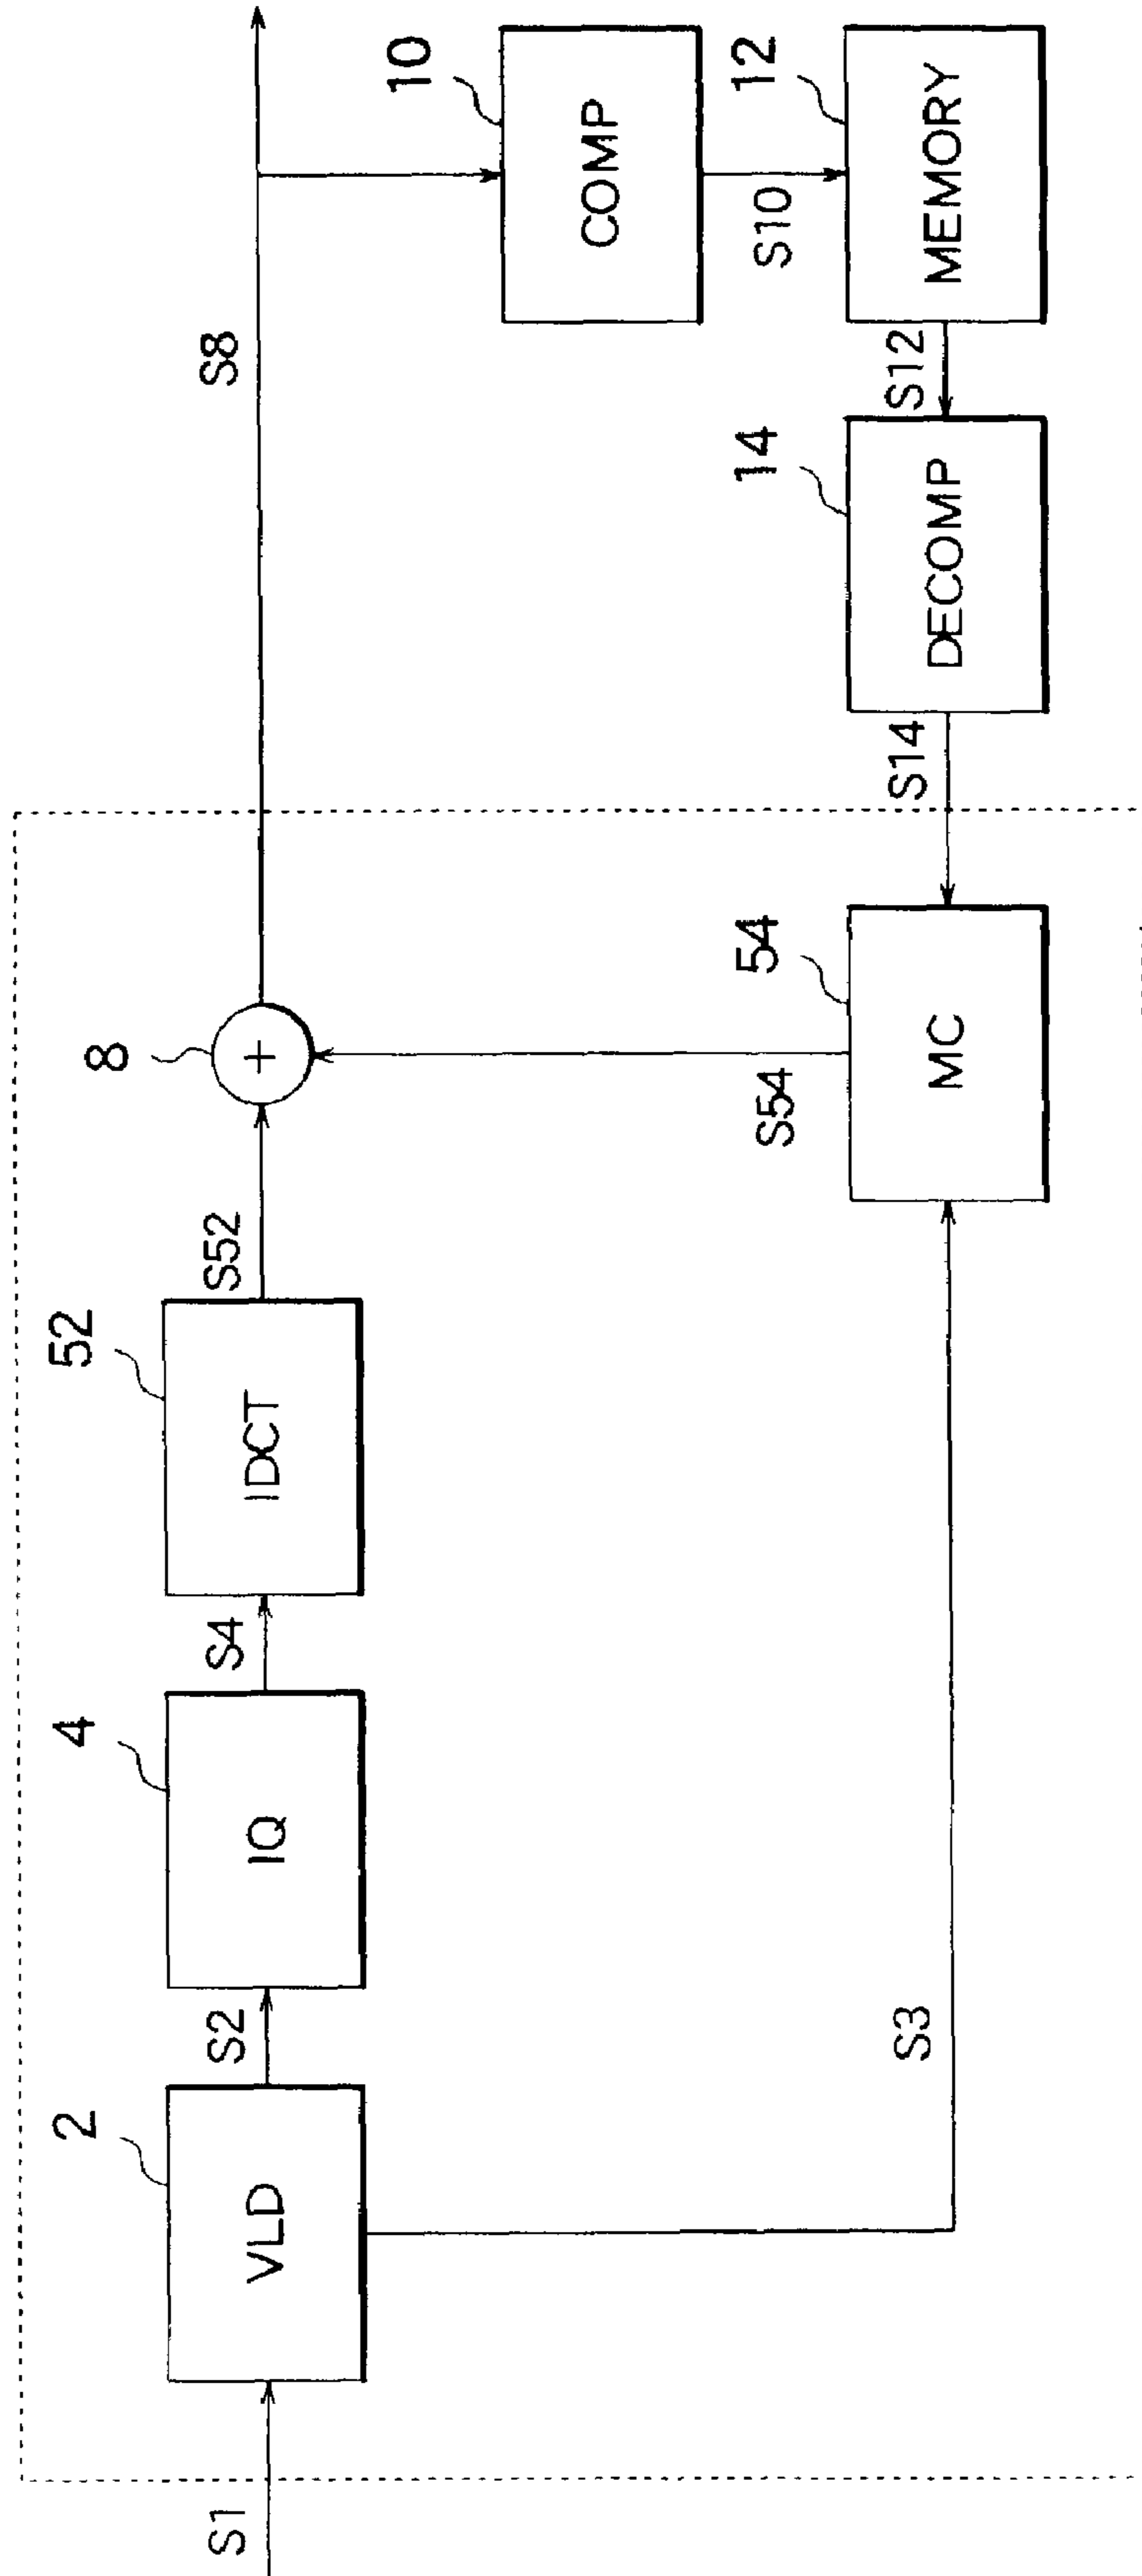 S1
2
VLD
S2
4
IQ
S4
52
IDCT
S52
8
+
S8
10
COMP
S10
12
MEMORY
S12
14
DECOMP
S14
54
MC
S54
S3